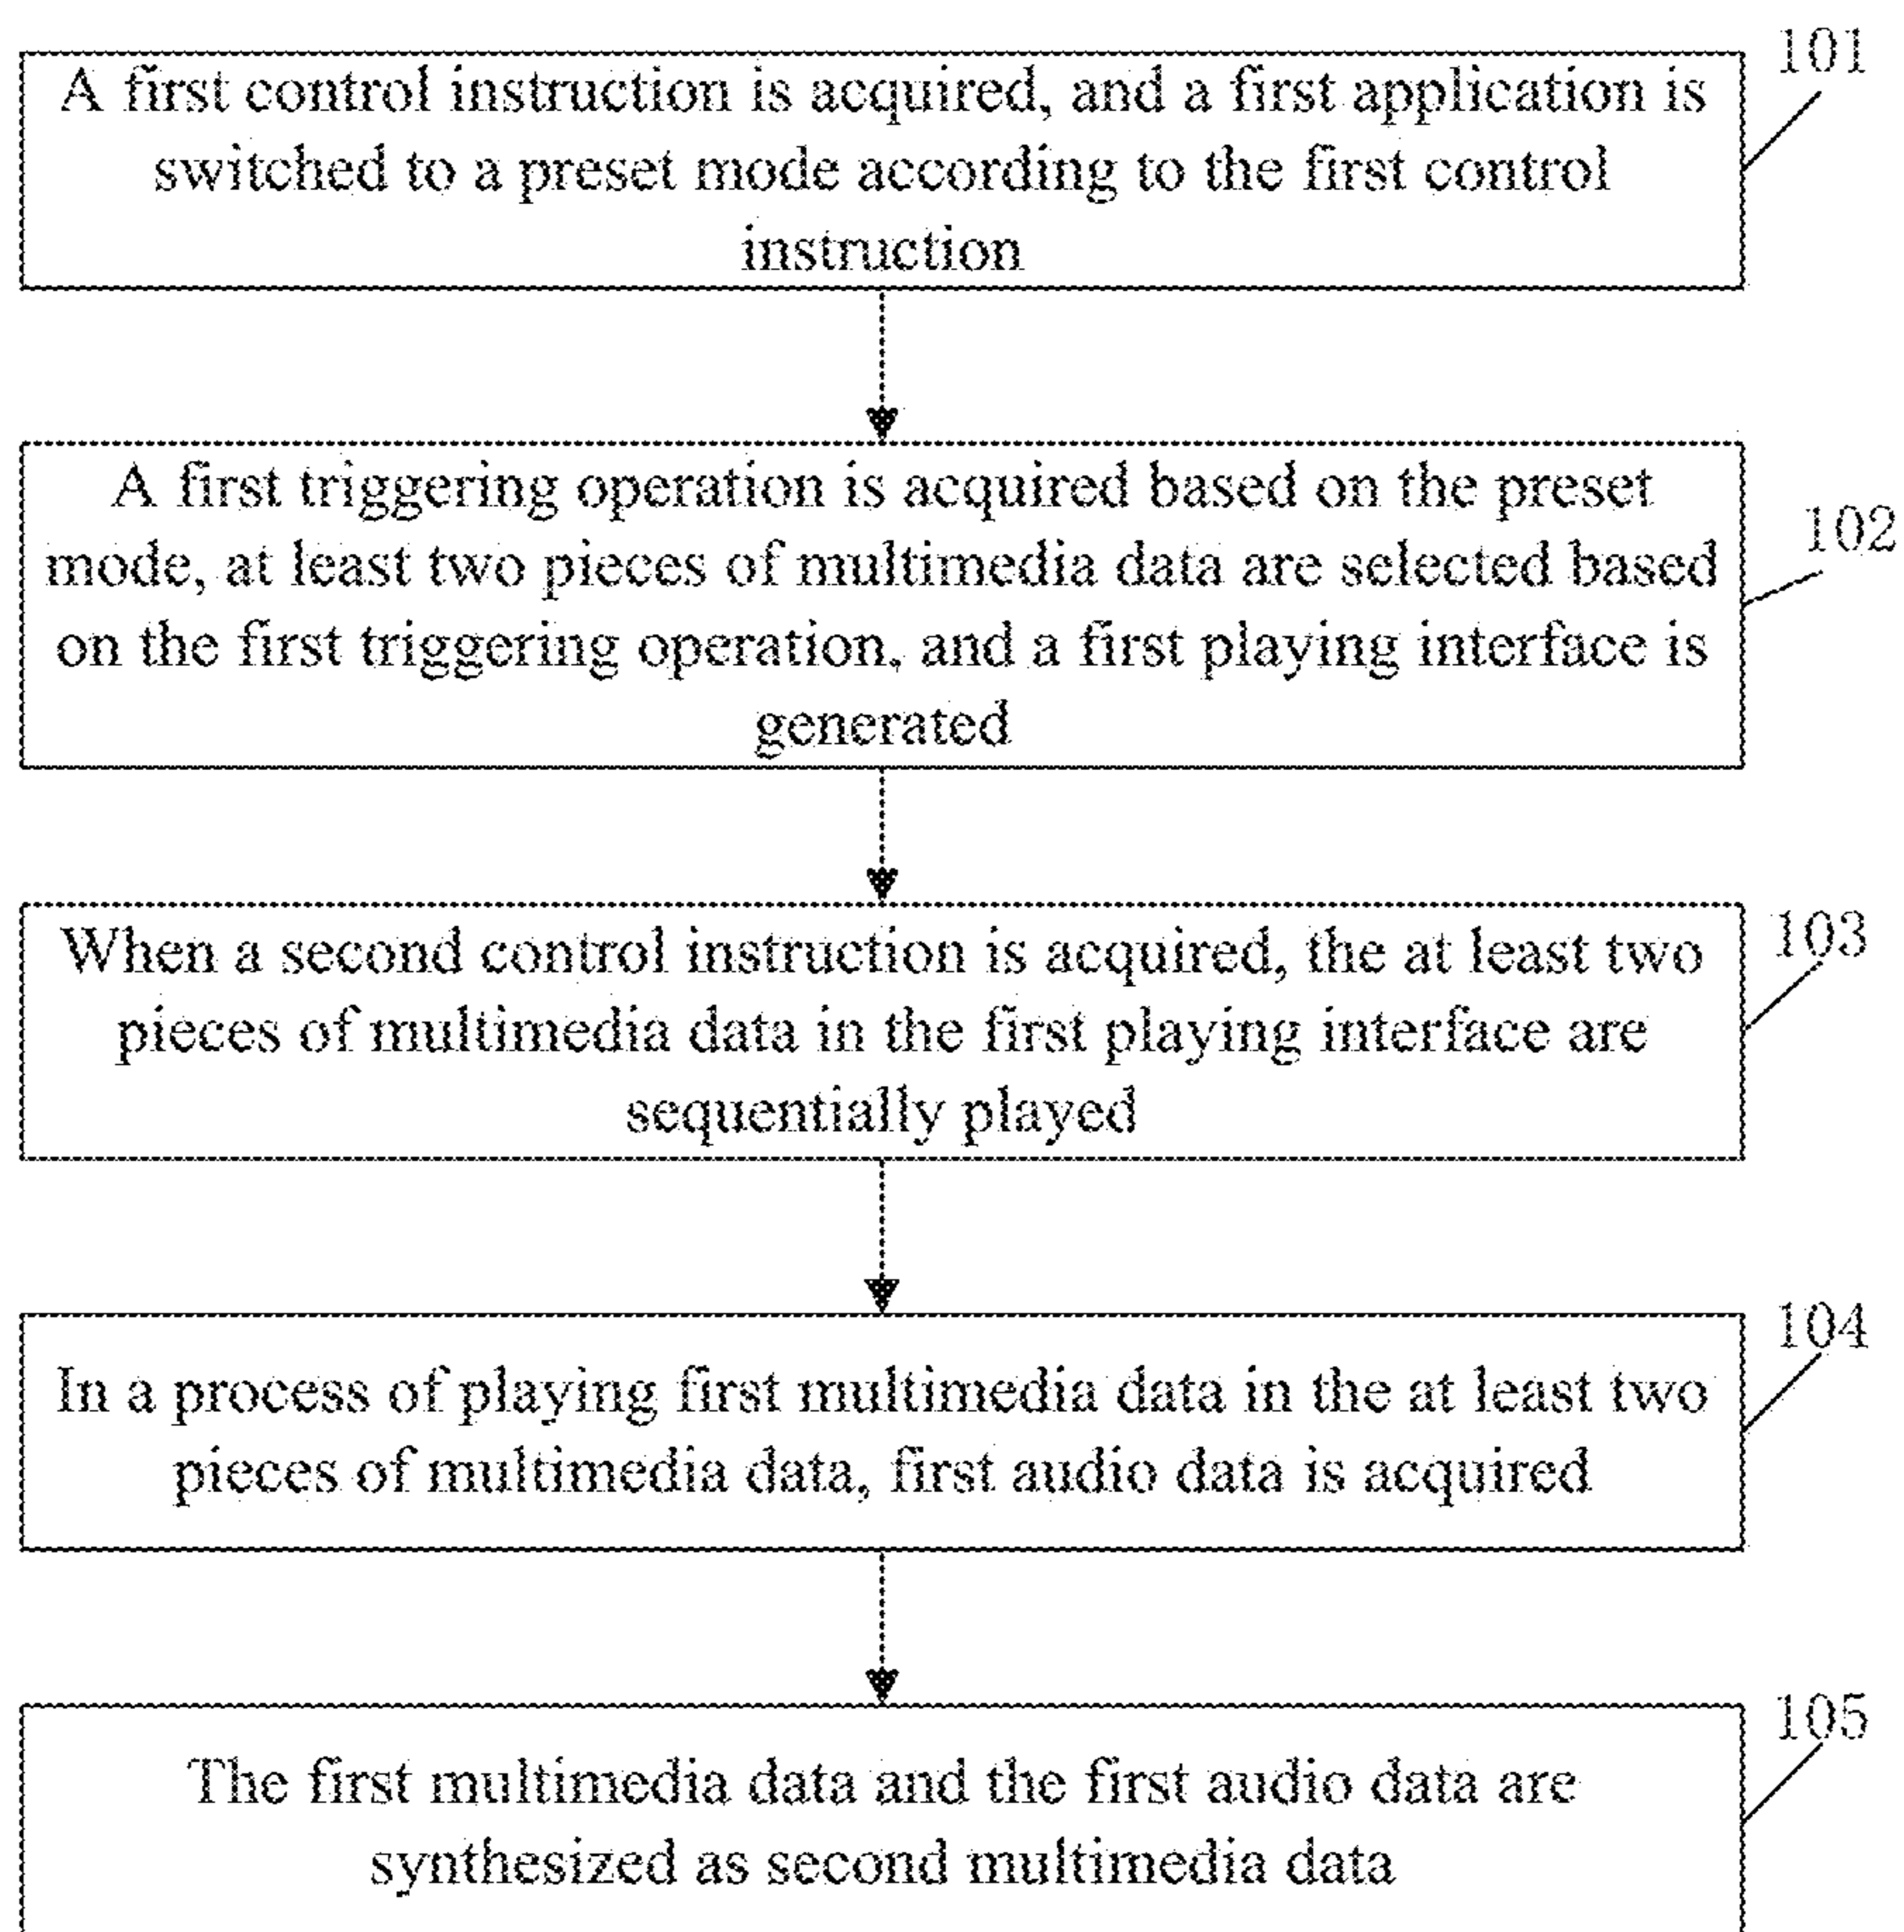 101
A first control instruction is acquired, and a first application is
switched to a preset mode according to the first control
instruction
102
A first triggering operation is acquired based on the preset
mode, at least two pieces of multimedia data are selected based
on the first triggering operation, and a first playing interface is
generated
103
When a second control instruction is acquired, the at least two
pieces of multimedia data in the first playing interface are
sequentially played
104
In a process of playing first multimedia data in the at least two
pieces of multimedia data, first audio data is acquired
105
The first multimedia data and the first audio data are
synthesized as second multimedia data